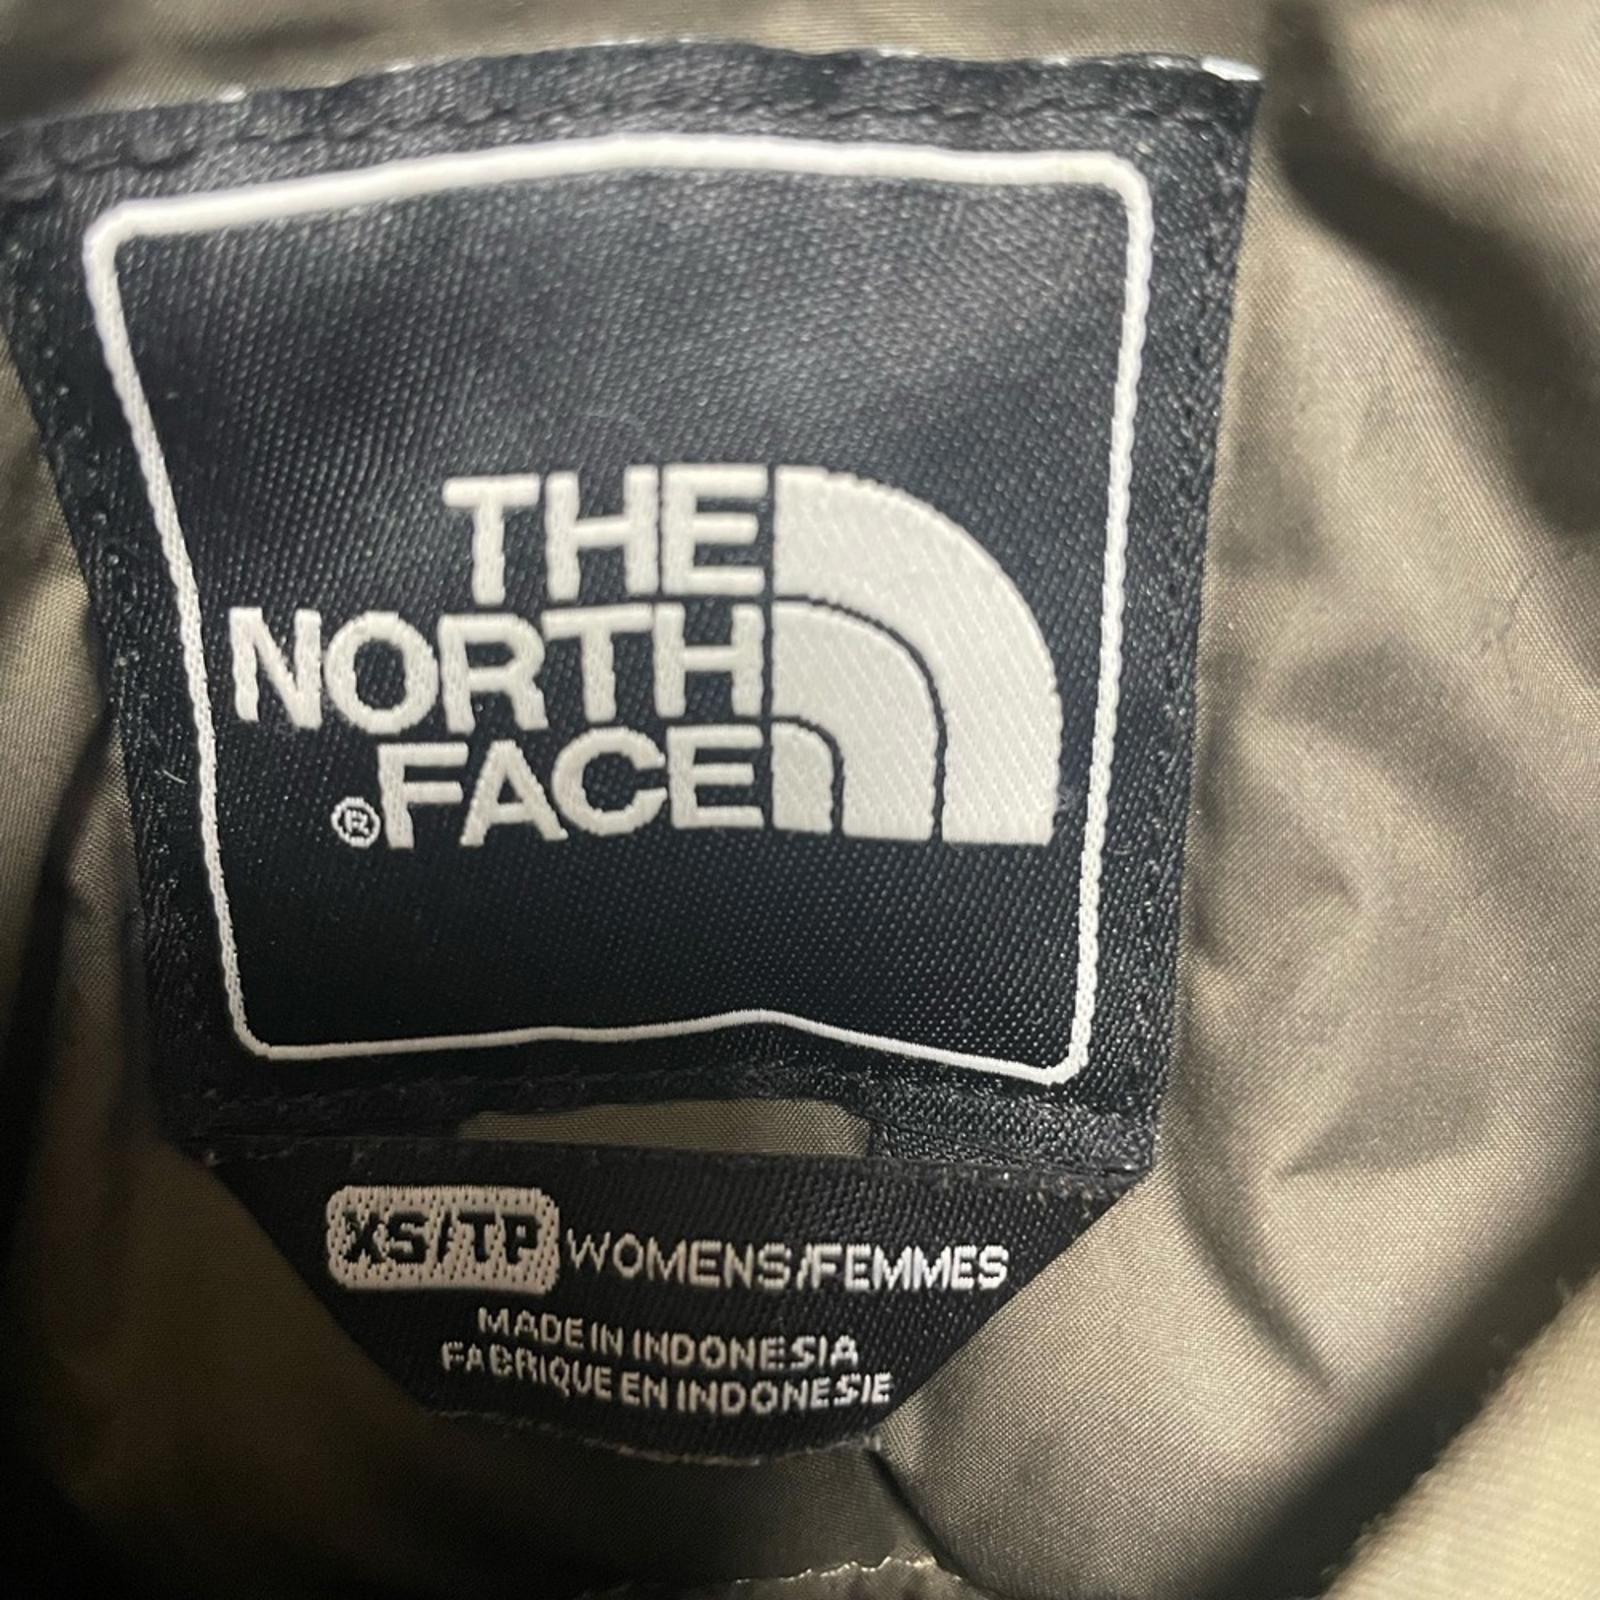 THE
NORTH
®FACE
XS/TP WOMENS/FEMMES
MADE IN INDONESIA
FABRIQUE EN INDONESIE